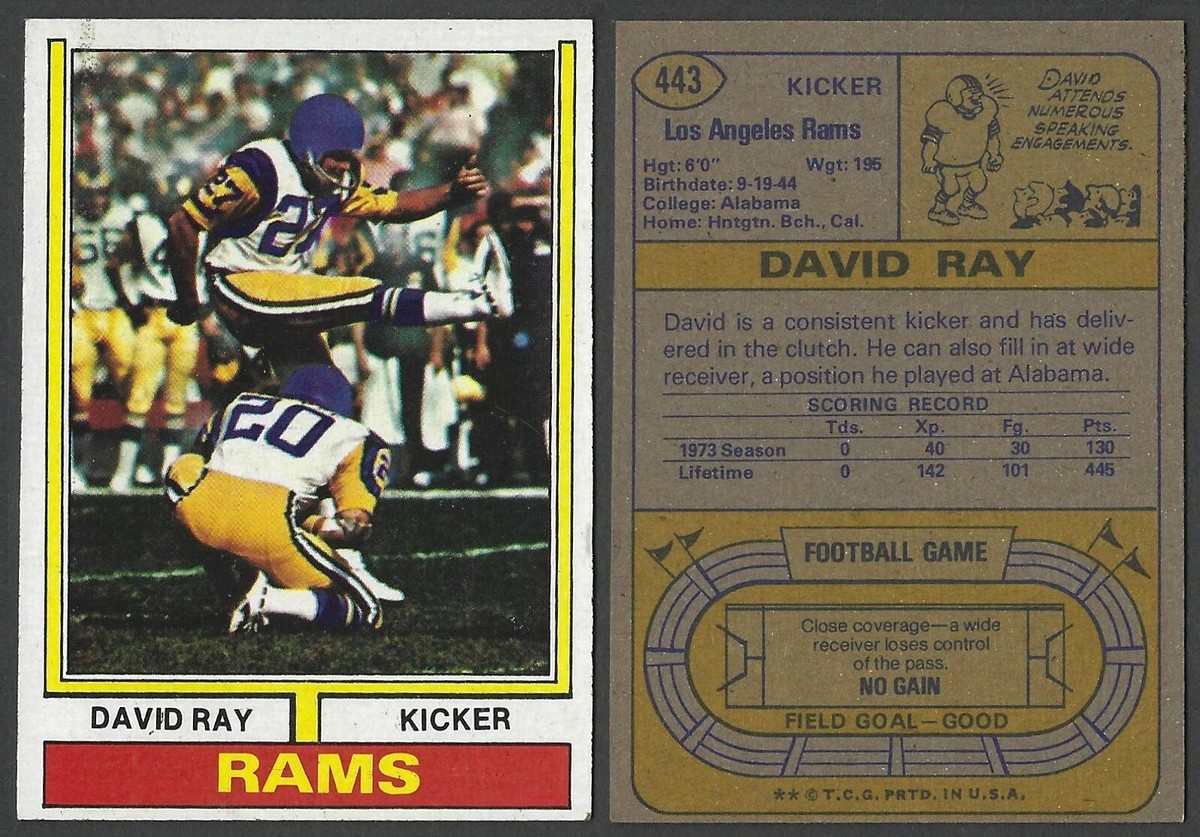 27
27
20
20
DAVID RAY
KICKER
RAMS
443
KICKER
Los Angeles Rams
Hgt: 6'0" Wgt: 195
Birthdate: 9-19-44
College: Alabama
Home: Hntgtn. Bch., Cal.
DAVID
ATTENDS
NUMEROUS
SPEAKING
ENGAGEMENTS.
DAVID RAY
David is a consistent kicker and has deliv-
ered in the clutch. He can also fill in at wide
receiver, a position he played at Alabama.
SCORING RECORD
Tds. Xp. Fg. Pts.
1973 Season 0 40 30 130
Lifetime 0 142 101 445
FOOTBALL GAME
Close coverage—a wide
receiver loses control
of the pass.
NO GAIN
FIELD GOAL—GOOD
** © T.C.G. PRTD. IN U.S.A.